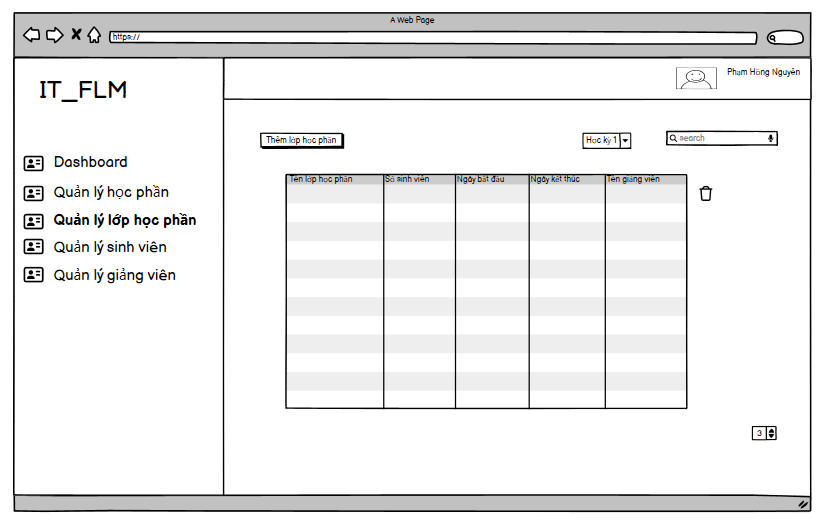 A Web Page
https://
IT_FLM
Phạm Hồng Nguyên
Dashboard
Quản lý học phần
Quản lý lớp học phần
Quản lý sinh viên
Quản lý giảng viên
Thêm lớp học phần
Học kỳ 1
search
Tên lớp học phần
Số sinh viên
Ngày bắt đầu
Ngày kết thúc
Tên giảng viên
3